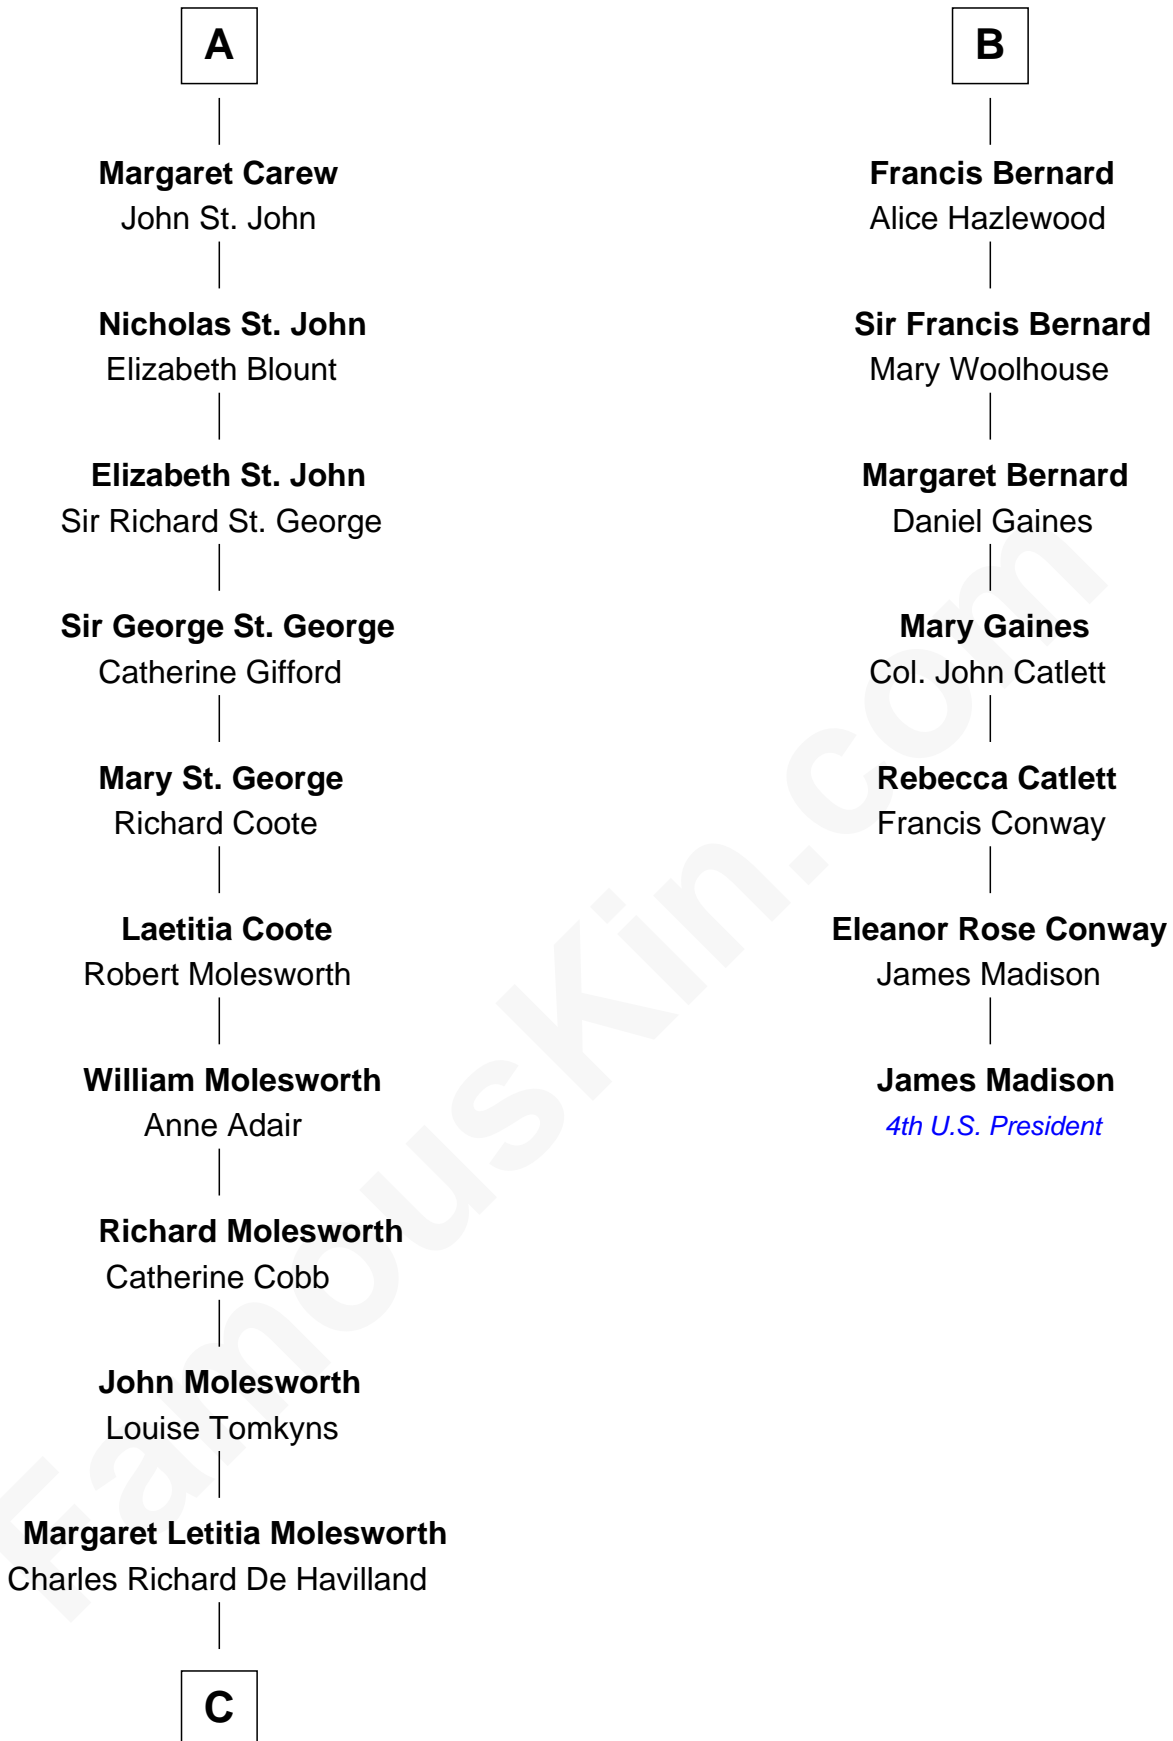 A
Margaret Carew
John St. John
Nicholas St. John
Elizabeth Blount
Elizabeth St. John
Sir Richard St. George
Sir George St. George
Catherine Gifford
Mary St. George
Richard Coote
Laetitia Coote
Robert Molesworth
William Molesworth
Anne Adair
Richard Molesworth
Catherine Cobb
John Molesworth
Louise Tomkyns
Margaret Letitia Molesworth
Charles Richard De Havilland
C
B
Francis Bernard
Alice Hazlewood
Sir Francis Bernard
Mary Woolhouse
Margaret Bernard
Daniel Gaines
Mary Gaines
Col. John Catlett
Rebecca Catlett
Francis Conway
Eleanor Rose Conway
James Madison
James Madison
4th U.S. President
FamousKin.com